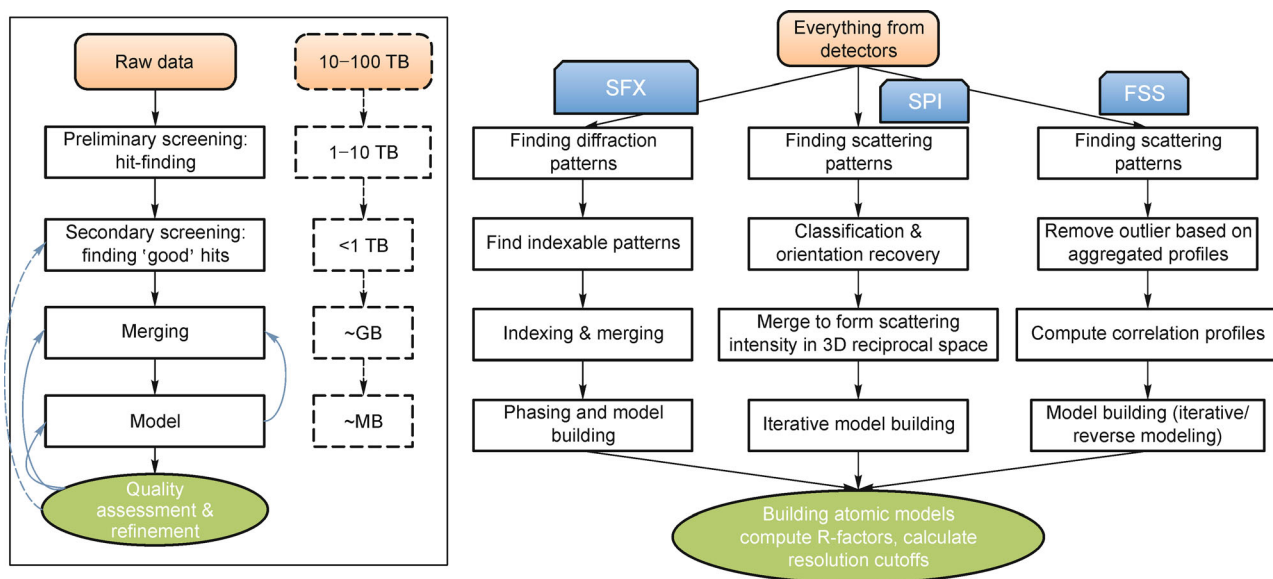 Raw data
Preliminary screening:
hit-finding
Secondary screening:
finding 'good' hits
Merging
Model
Quality
assessment &
refinement
10−100 TB
1−10 TB
<1 TB
~GB
~MB
Everything from
detectors
SFX
SPI
FSS
Finding diffraction
patterns
Find indexable patterns
Indexing & merging
Phasing and model
building
Finding scattering
patterns
Classification &
orientation recovery
Merge to form scattering
intensity in 3D reciprocal space
Iterative model building
Finding scattering
patterns
Remove outlier based on
aggregated profiles
Compute correlation profiles
Model building (iterative/
reverse modeling)
Building atomic models
compute R-factors, calculate
resolution cutoffs